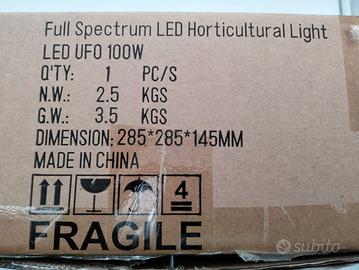 Full Spectrum LED Horticultural Light
LED UFO 100W
Q'TY: 1 PC/S
N.W.: 2.5 KGS
G.W.: 3.5 KGS
DIMENSION: 285*285*145MM
MADE IN CHINA
4
FRAGILE
subito